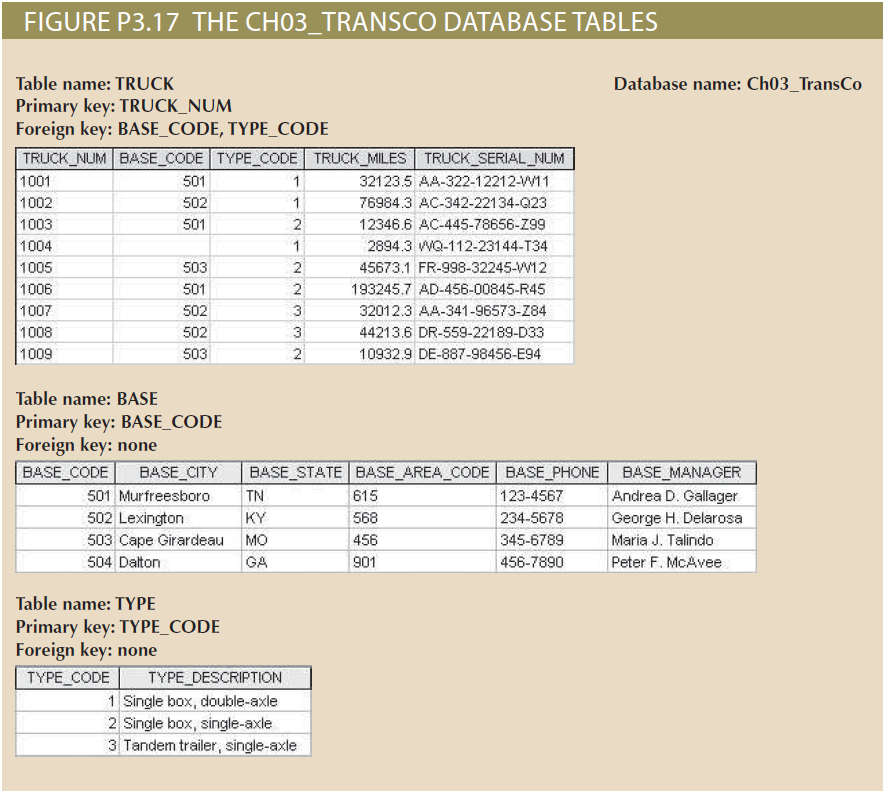 FIGURE P3.17 THE CH03_TRANSCO DATABASE TABLES
Table name: TRUCK Database name: Ch03_TransCo
Primary key: TRUCK_NUM
Foreign key: BASE_CODE, TYPE_CODE
TRUCK_NUM BASE_CODE TYPE_CODE TRUCK_MILES TRUCK_SERIAL_NUM
1001 501 1 32123.5 AA-322-12212-W11
1002 502 1 76984.3 AC-342-22134-Q23
1003 501 2 12346.6 AC-445-78656-Z99
1004 1 2894.3 WQ-112-23144-T34
1005 503 2 45673.1 FR-998-32245-W12
1006 501 2 193245.7 AD-456-00845-R45
1007 502 3 32012.3 AA-341-96573-Z84
1008 502 3 44213.6 DR-559-22189-D33
1009 503 2 10932.9 DE-887-98456-E94
Table name: BASE
Primary key: BASE_CODE
Foreign key: none
BASE_CODE BASE_CITY BASE_STATE BASE_AREA_CODE BASE_PHONE BASE_MANAGER
501 Murfreesboro TN 615 123-4567 Andrea D. Gallager
502 Lexington KY 568 234-5678 George H. Delarosa
503 Cape Girardeau MO 456 345-6789 Maria J. Talindo
504 Dalton GA 901 456-7890 Peter F. McAvee
Table name: TYPE
Primary key: TYPE_CODE
Foreign key: none
TYPE_CODE TYPE_DESCRIPTION
1 Single box, double-axle
2 Single box, single-axle
3 Tandem trailer, single-axle